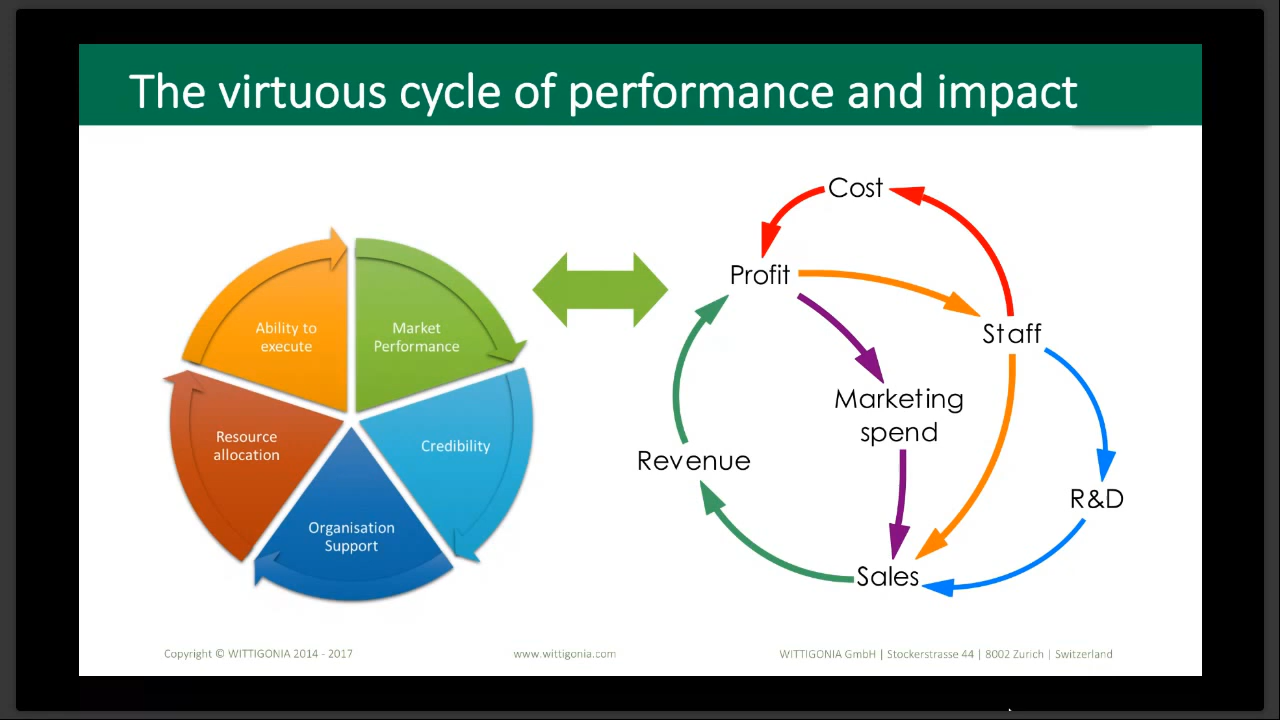 The virtuous cycle of performance and impact
Ability to
execute
Market
Performance
Credibility
Organisation
Support
Resource
allocation
Cost
Profit
Staff
Marketing
spend
Revenue
R&D
Sales
Copyright © WITTIGONIA 2014 - 2017
www.wittigonia.com
WITTIGONIA GmbH | Stockerstrasse 44 | 8002 Zurich | Switzerland